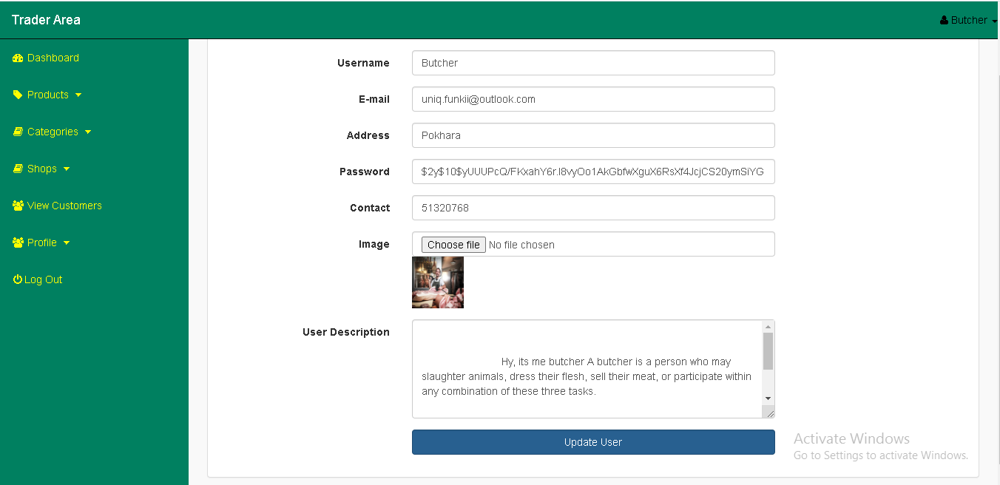 Trader Area
Butcher
Dashboard
Products
Categories
Shops
View Customers
Profile
Log Out
Username
Butcher
E-mail
uniq.funkii@outlook.com
Address
Pokhara
Password
$2y$10$yUUUPcQ/FKxahY6r.l8vyOo1AkGbfwXguX6RsXf4JcjCS20ymSiYG
Contact
51320768
Image
Choose file No file chosen
User Description
Hy, its me butcher A butcher is a person who may
slaughter animals, dress their flesh, sell their meat, or participate within
any combination of these three tasks.
Update User
Activate Windows
Go to Settings to activate Windows.